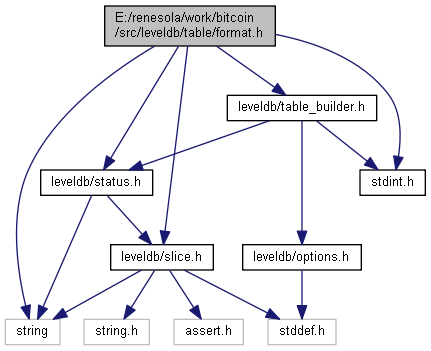 E:/renesola/work/bitcoin
/src/leveldb/table/format.h
leveldb/table_builder.h
leveldb/status.h
stdint.h
leveldb/slice.h
leveldb/options.h
string
string.h
assert.h
stddef.h